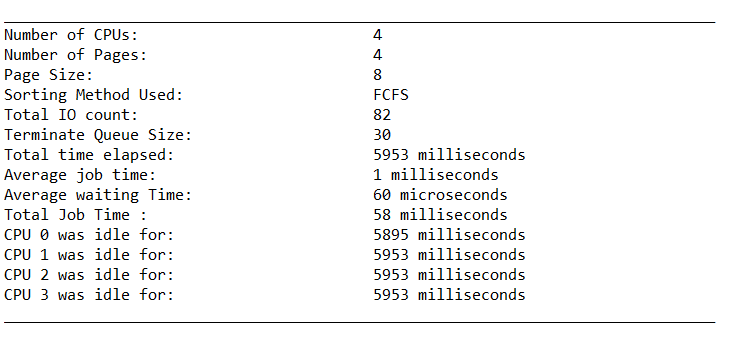 Number of CPUs: 4
Number of Pages: 4
Page Size: 8
Sorting Method Used: FCFS
Total IO count: 82
Terminate Queue Size: 30
Total time elapsed: 5953 milliseconds
Average job time: 1 milliseconds
Average waiting Time: 60 microseconds
Total Job Time : 58 milliseconds
CPU 0 was idle for: 5895 milliseconds
CPU 1 was idle for: 5953 milliseconds
CPU 2 was idle for: 5953 milliseconds
CPU 3 was idle for: 5953 milliseconds